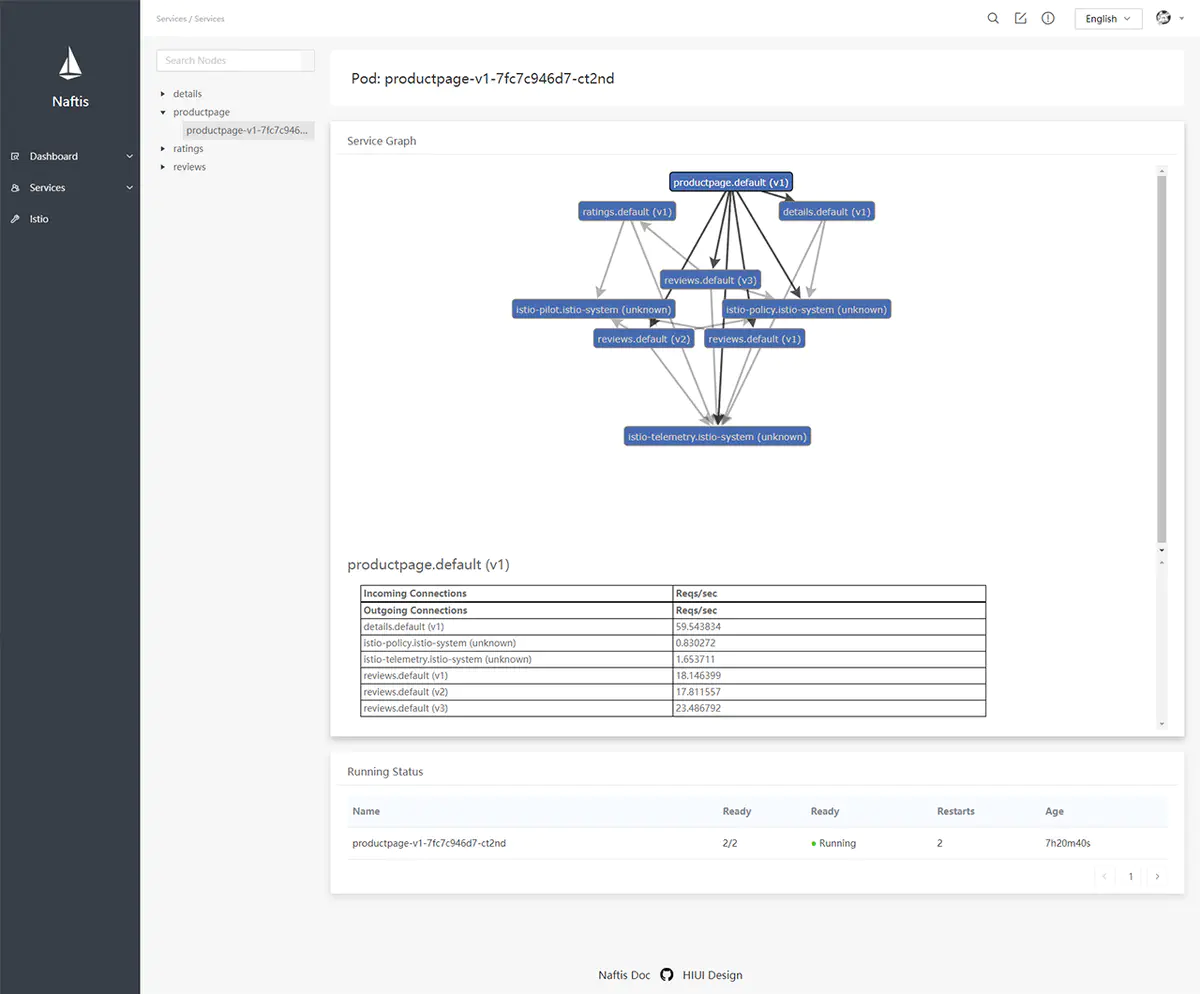 Naftis
Dashboard
Services
Istio
Services / Services
English
Search Nodes
details
productpage
productpage-v1-7fc7c946...
ratings
reviews
Pod: productpage-v1-7fc7c946d7-ct2nd
Service Graph
productpage.default (v1)
ratings.default (v1)
details.default (v1)
reviews.default (v3)
istio-pilot.istio-system (unknown)
istio-policy.istio-system (unknown)
reviews.default (v2)
reviews.default (v1)
istio-telemetry.istio-system (unknown)
productpage.default (v1)
Incoming Connections Reqs/sec
Outgoing Connections Reqs/sec
details.default (v1) 59.543834
istio-policy.istio-system (unknown) 0.830272
istio-telemetry.istio-system (unknown) 1.653711
reviews.default (v1) 18.146399
reviews.default (v2) 17.811557
reviews.default (v3) 23.486792
Running Status
Name Ready Ready Restarts Age
productpage-v1-7fc7c946d7-ct2nd 2/2 Running 2 7h20m40s
1
Naftis Doc HIUI Design